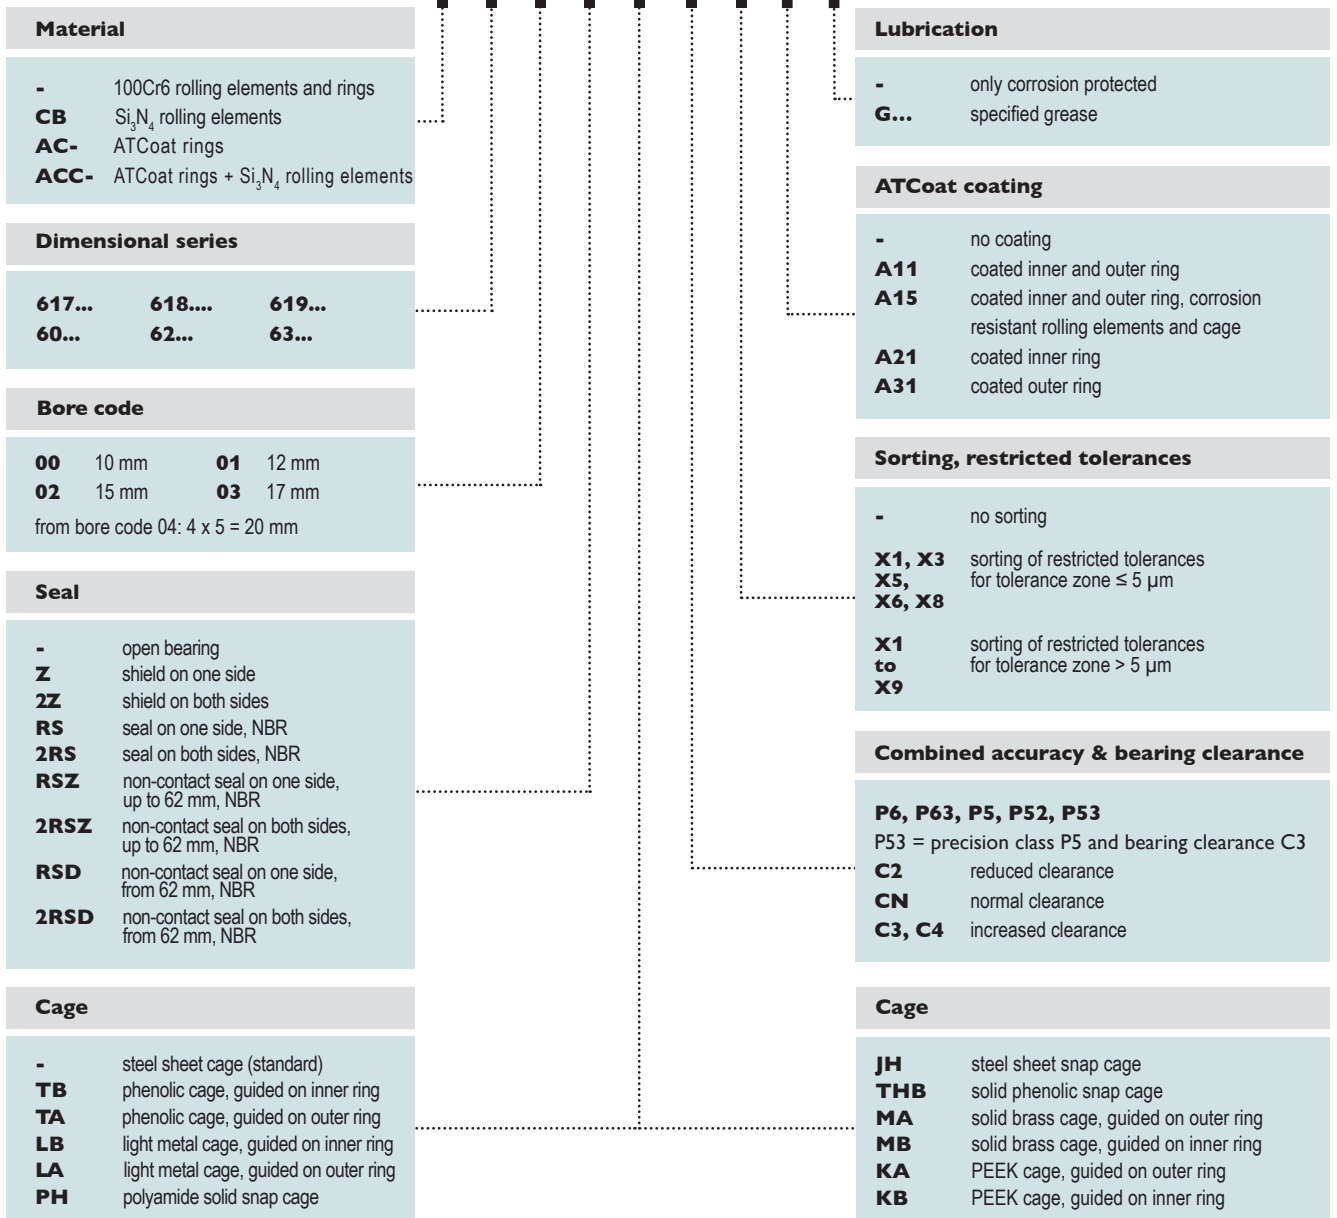 Material
- 100Cr6 rolling elements and rings
CB Si₃N₄ rolling elements
AC- ATCoat rings
ACC- ATCoat rings + Si₃N₄ rolling elements
Dimensional series
617... 618.... 619...
60... 62... 63...
Bore code
00 10 mm 01 12 mm
02 15 mm 03 17 mm
from bore code 04: 4 x 5 = 20 mm
Seal
- open bearing
Z shield on one side
2Z shield on both sides
RS seal on one side, NBR
2RS seal on both sides, NBR
RSZ non-contact seal on one side,
up to 62 mm, NBR
2RSZ non-contact seal on both sides,
up to 62 mm, NBR
RSD non-contact seal on one side,
from 62 mm, NBR
2RSD non-contact seal on both sides,
from 62 mm, NBR
Cage
- steel sheet cage (standard)
TB phenolic cage, guided on inner ring
TA phenolic cage, guided on outer ring
LB light metal cage, guided on inner ring
LA light metal cage, guided on outer ring
PH polyamide solid snap cage
Lubrication
- only corrosion protected
G... specified grease
ATCoat coating
- no coating
A11 coated inner and outer ring
A15 coated inner and outer ring, corrosion
resistant rolling elements and cage
A21 coated inner ring
A31 coated outer ring
Sorting, restricted tolerances
- no sorting
X1, X3 sorting of restricted tolerances
X5, for tolerance zone ≤ 5 µm
X6, X8
X1 sorting of restricted tolerances
to for tolerance zone > 5 µm
X9
Combined accuracy & bearing clearance
P6, P63, P5, P52, P53
P53 = precision class P5 and bearing clearance C3
C2 reduced clearance
CN normal clearance
C3, C4 increased clearance
Cage
JH steel sheet snap cage
THB solid phenolic snap cage
MA solid brass cage, guided on outer ring
MB solid brass cage, guided on inner ring
KA PEEK cage, guided on outer ring
KB PEEK cage, guided on inner ring